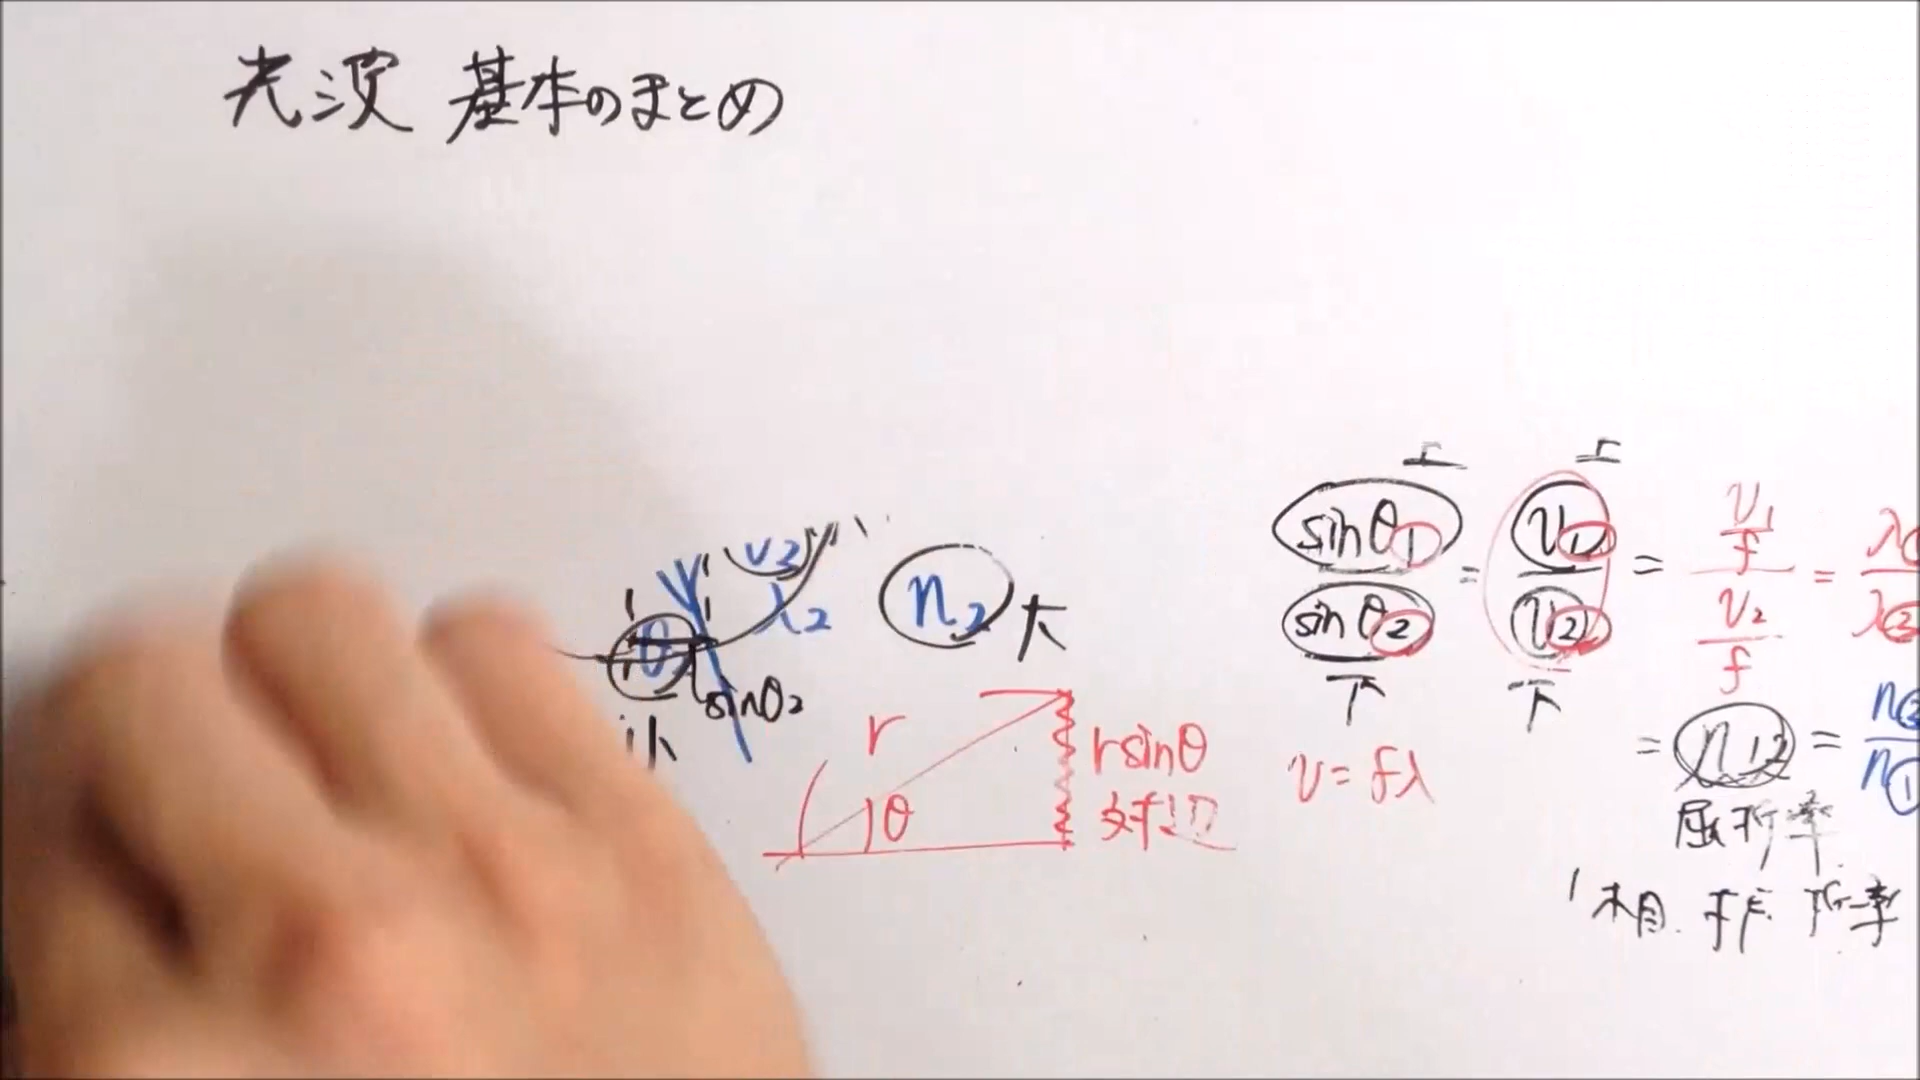 光波 基本のまとめ
v2
λ2
n2 大
θ
sinθ2
小
r
θ
rsinθ
対辺
上 上
sinθ1 / sinθ2 = v1 / v2 = v1/f / v2/f = λ1 / λ2
下 下
v = fλ
= n12 = n2 / n1
屈折率
相 折率